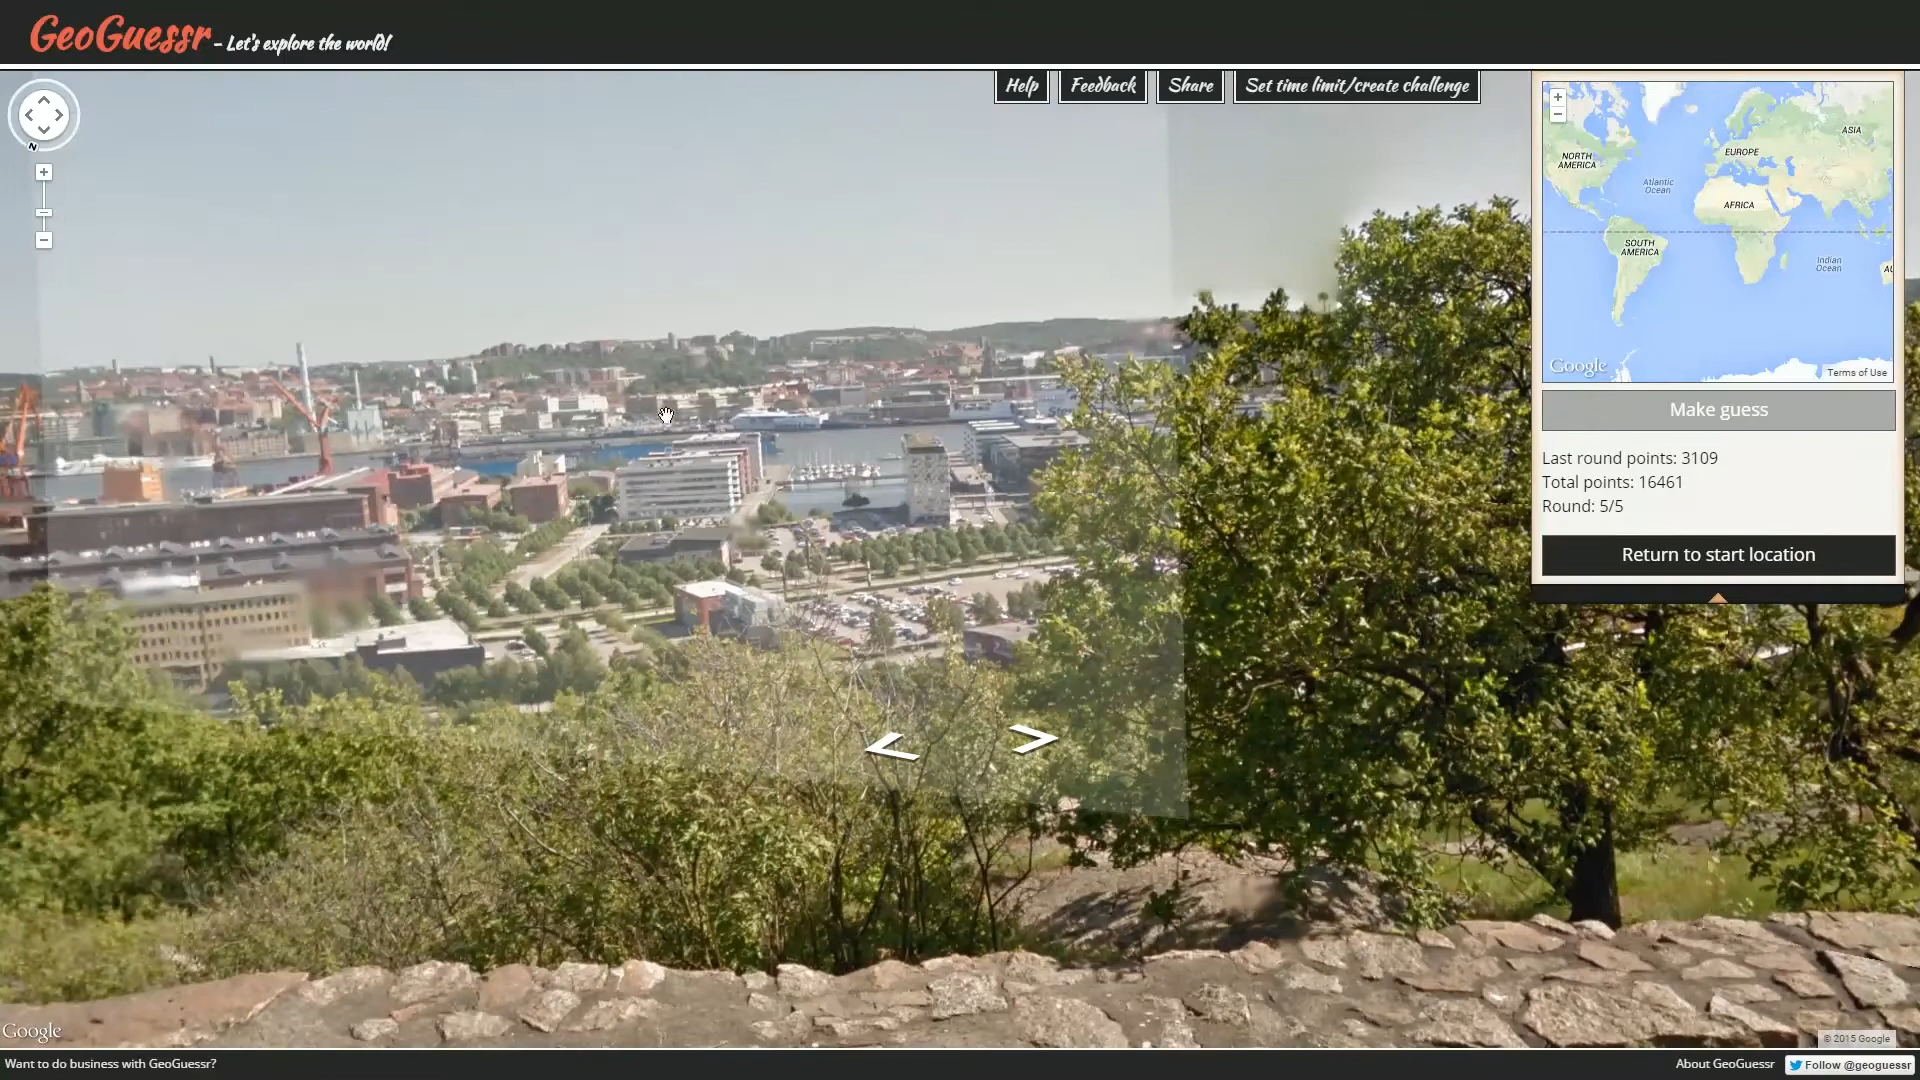 GeoGuessr - Let's explore the world!
Help
Feedback
Share
Set time limit/create challenge
N
NORTH AMERICA
EUROPE
ASIA
Atlantic Ocean
AFRICA
SOUTH AMERICA
Indian Ocean
AU
Google
Terms of Use
Make guess
Last round points: 3109
Total points: 16461
Round: 5/5
Return to start location
Google
© 2015 Google
Want to do business with GeoGuessr?
About GeoGuessr
Follow @geoguessr